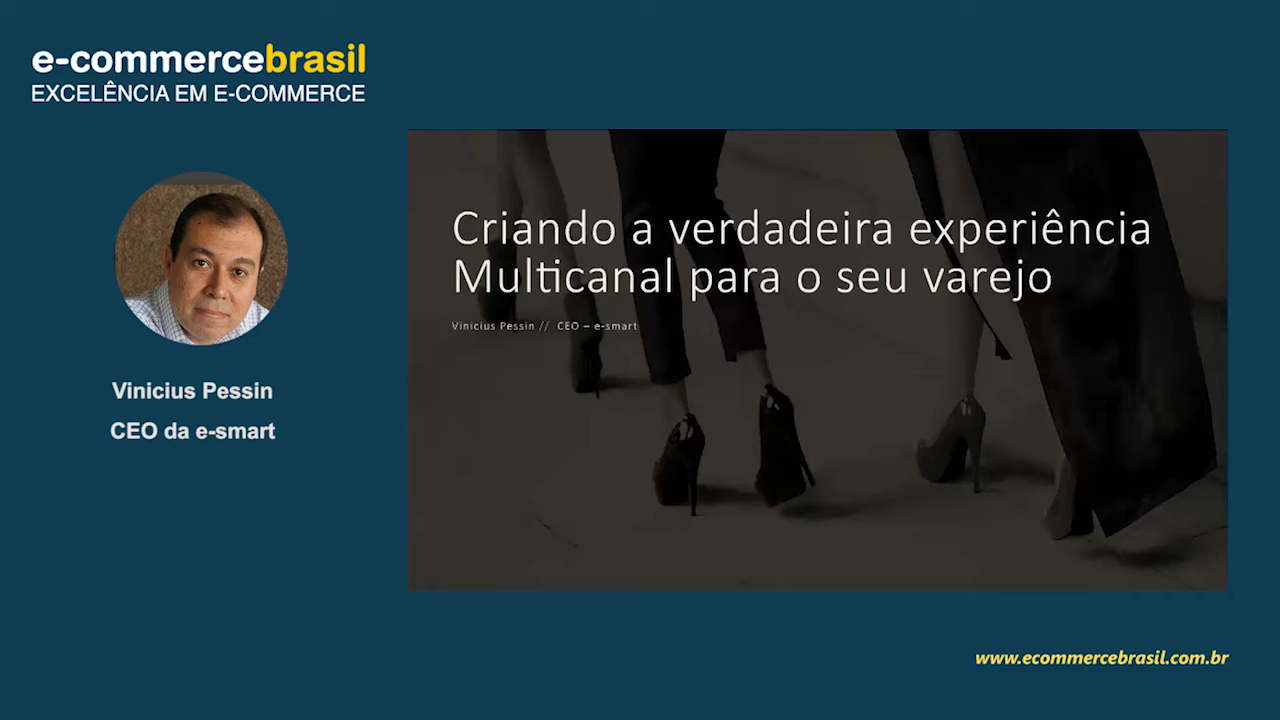 e-commercebrasil
EXCELÊNCIA EM E-COMMERCE
Vinicius Pessin
CEO da e-smart
Criando a verdadeira experiência
Multicanal para o seu varejo
Vinicius Pessin // CEO – e-smart
www.ecommercebrasil.com.br